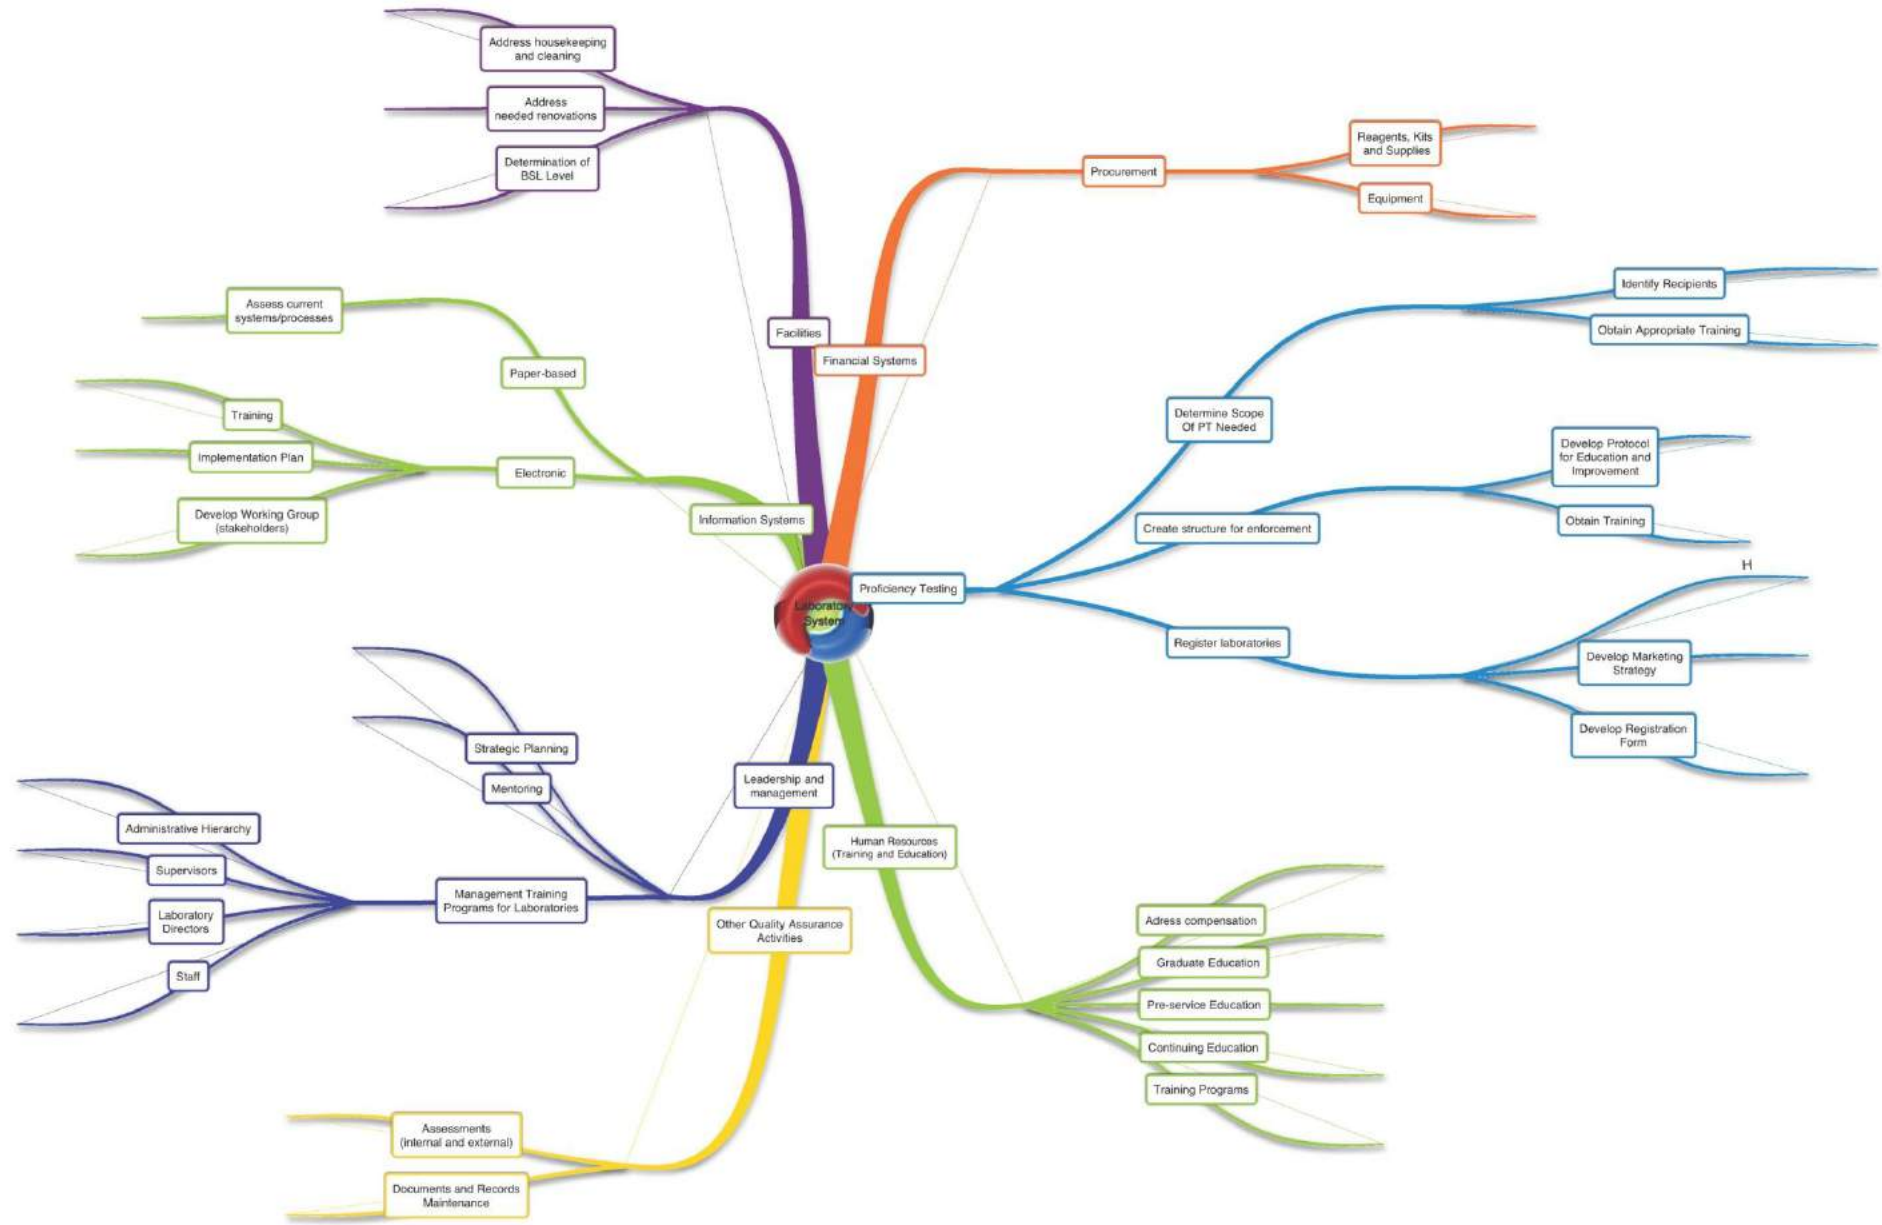 Address housekeeping
and cleaning
Address
needed renovations
Determination of
BSL Level
Facilities
Reagents, Kits
and Supplies
Procurement
Equipment
Financial Systems
Assess current
systems/processes
Paper-based
Training
Implementation Plan
Electronic
Develop Working Group
(stakeholders)
Information Systems
Identify Recipients
Obtain Appropriate Training
Determine Scope
Of PT Needed
Develop Protocol
for Education and
Improvement
Create structure for enforcement
Obtain Training
H
Proficiency Testing
Laboratory
System
Register laboratories
Develop Marketing
Strategy
Develop Registration
Form
Strategic Planning
Mentoring
Leadership and
management
Administrative Hierarchy
Supervisors
Management Training
Programs for Laboratories
Laboratory
Directors
Staff
Human Resources
(Training and Education)
Other Quality Assurance
Activities
Adress compensation
Graduate Education
Pre-service Education
Continuing Education
Training Programs
Assessments
(internal and external)
Documents and Records
Maintenance